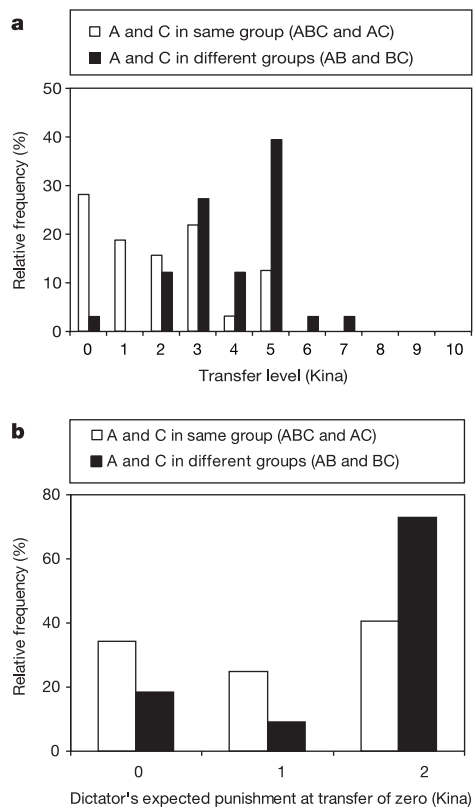 a
A and C in same group (ABC and AC)
A and C in different groups (AB and BC)
50
40
30
20
10
0
Relative frequency (%)
0 1 2 3 4 5 6 7 8 9 10
Transfer level (Kina)
b
A and C in same group (ABC and AC)
A and C in different groups (AB and BC)
80
60
40
20
0
Relative frequency (%)
0 1 2
Dictator's expected punishment at transfer of zero (Kina)